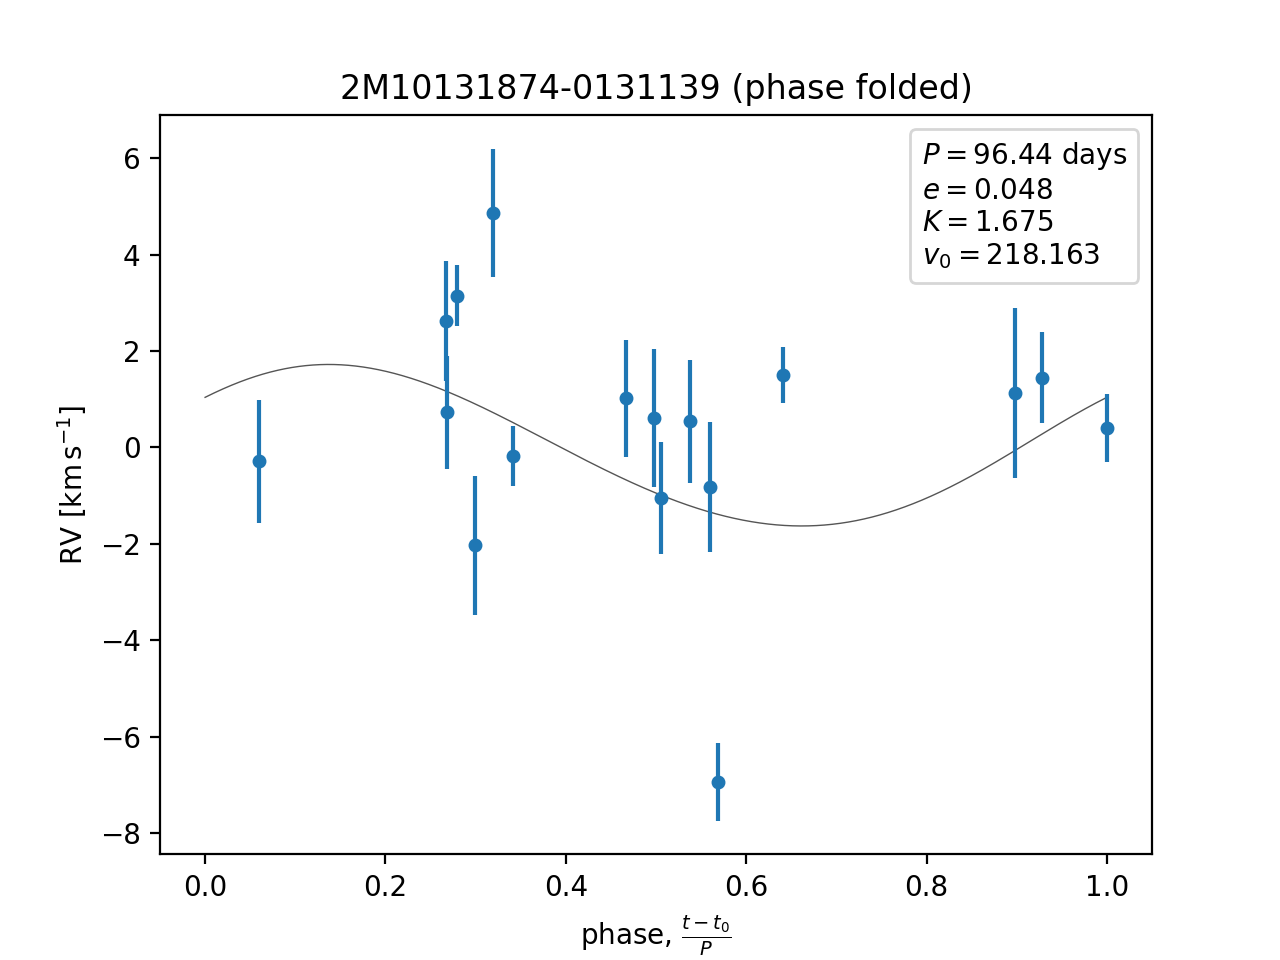 2M10131874-0131139 (phase folded)
P = 96.44 days
e = 0.048
K = 1.675
v₀ = 218.163
RV [km s⁻¹]
6
4
2
0
−2
−4
−6
−8
0.0 0.2 0.4 0.6 0.8 1.0
phase, (t − t₀)/P